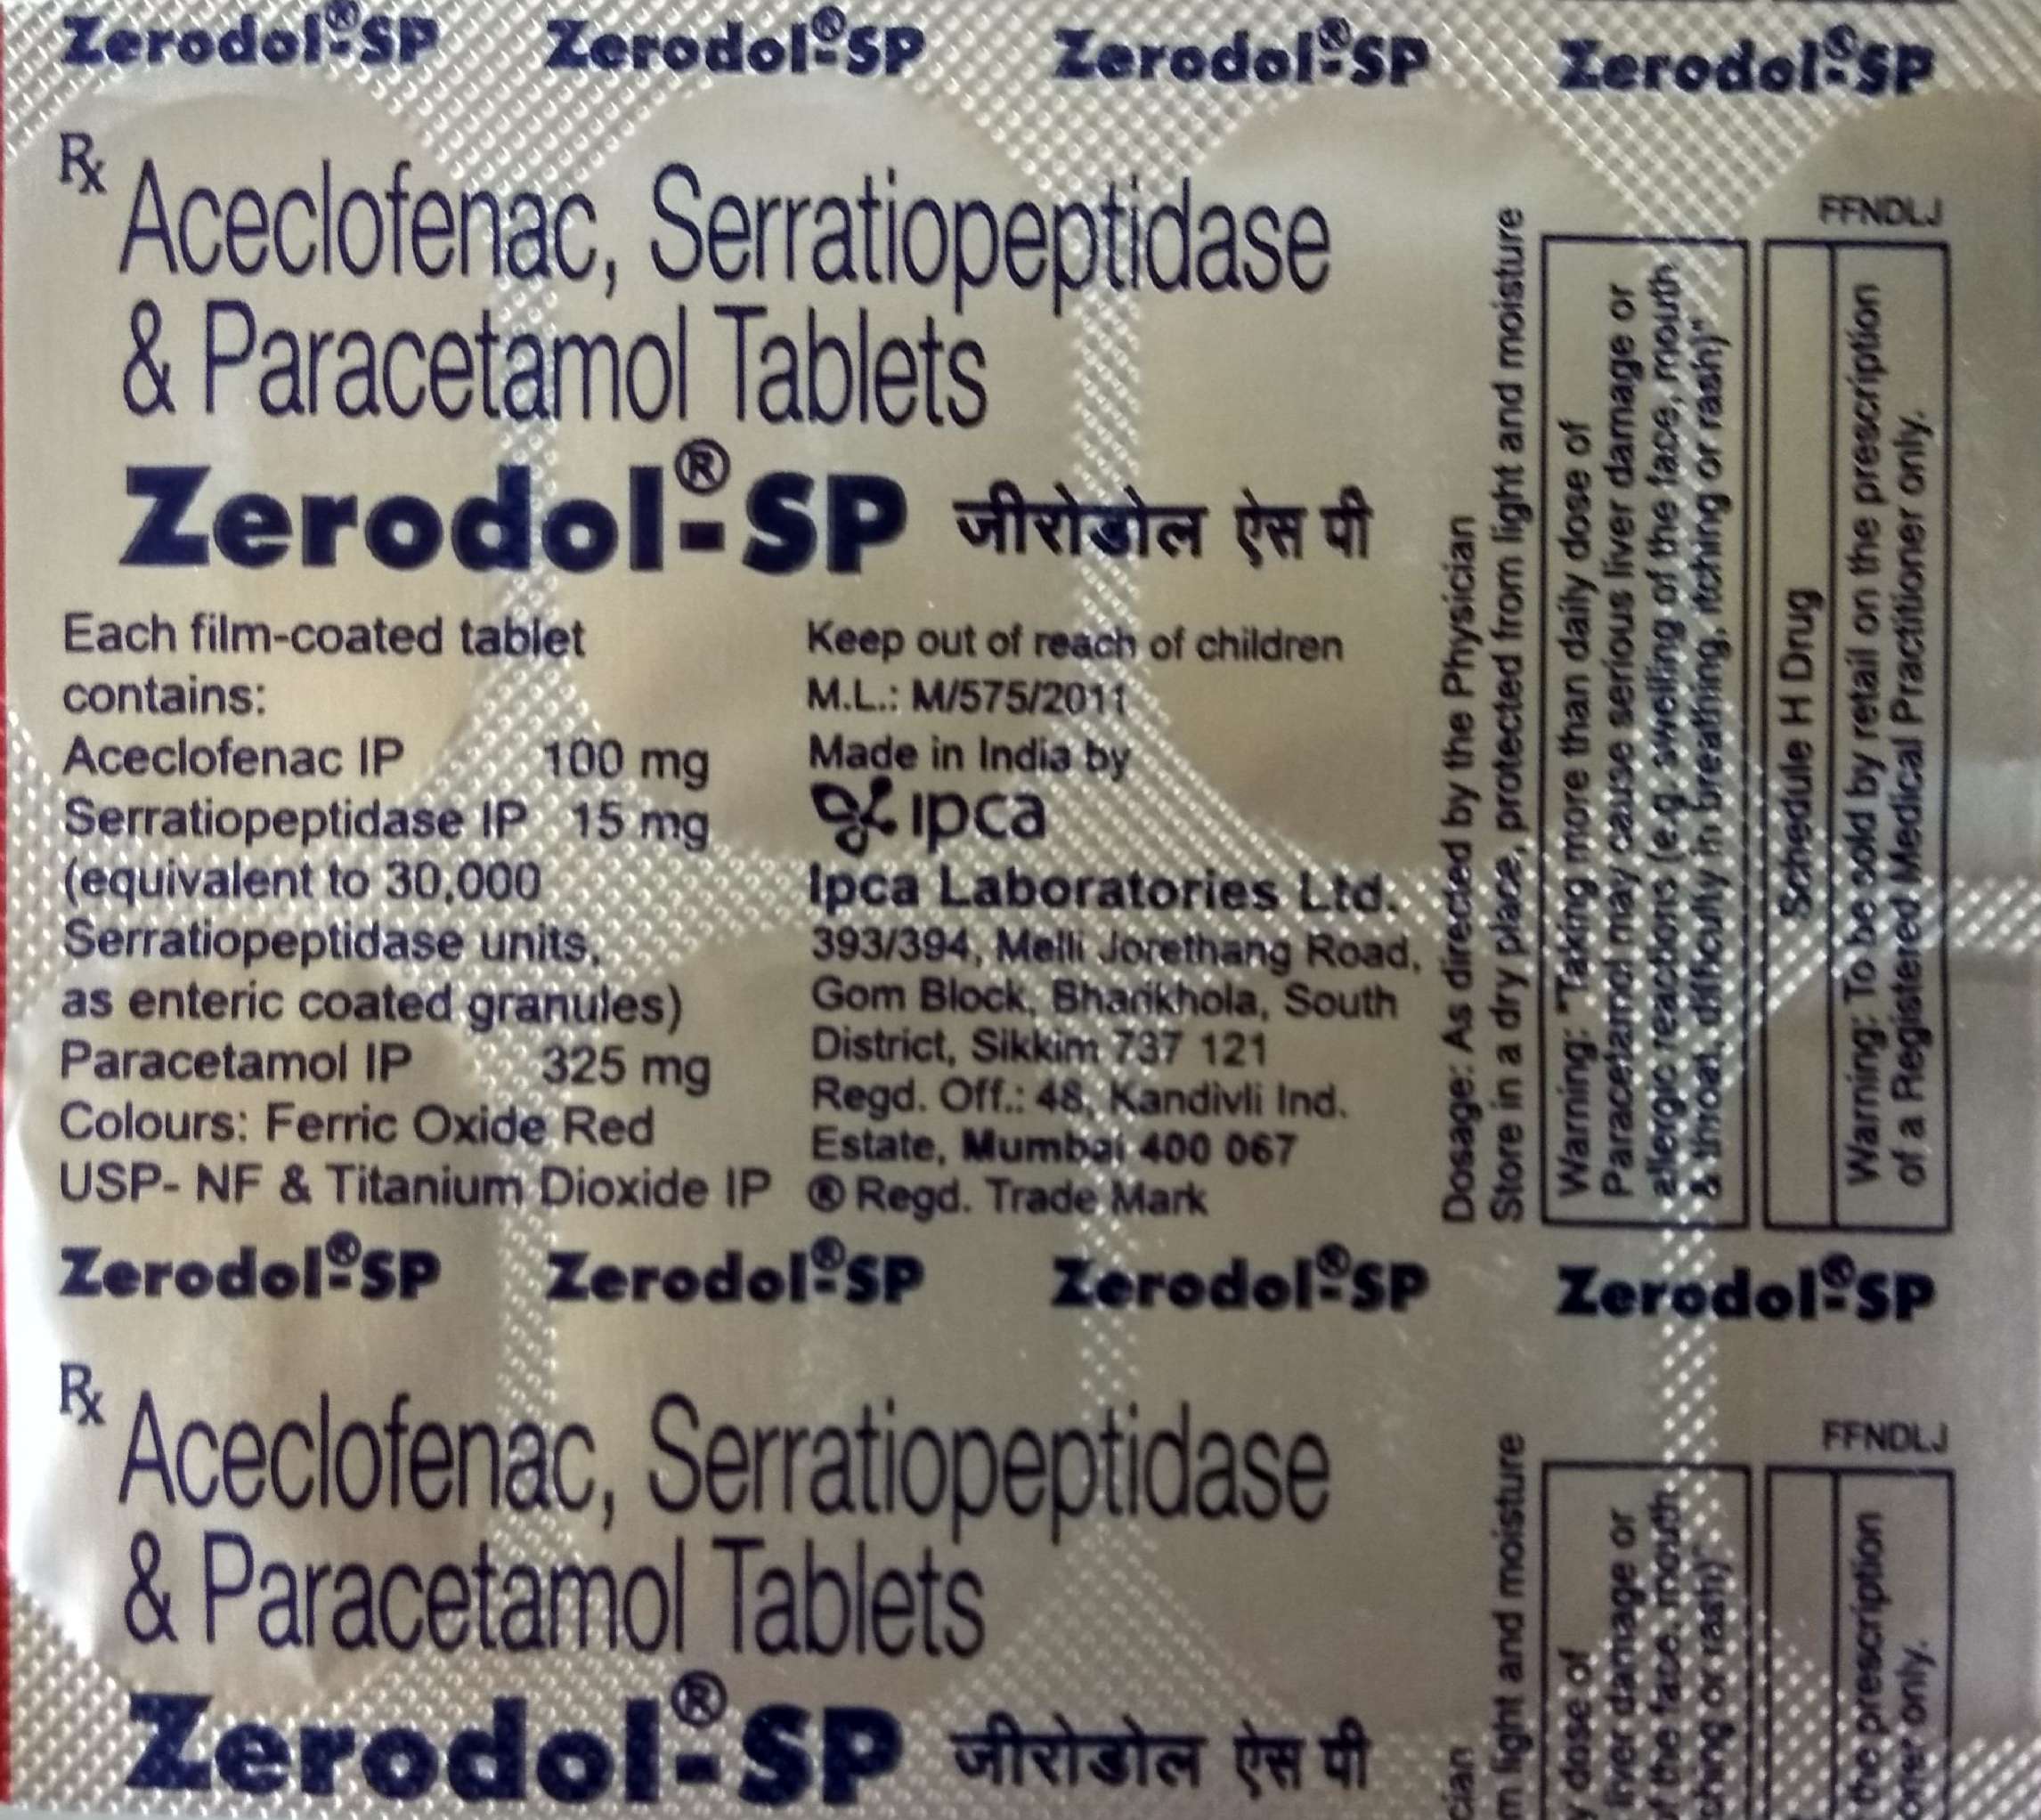 Zerodol®-SP Zerodol®-SP Zerodol®-SP Zerodol®-SP
Rx
Aceclofenac, Serratiopeptidase
& Paracetamol Tablets
Zerodol®-SP जीरोडोल ऐस पी
Each film-coated tablet
contains:
Aceclofenac IP 100 mg
Serratiopeptidase IP 15 mg
(equivalent to 30,000
Serratiopeptidase units,
as enteric coated granules)
Paracetamol IP 325 mg
Colours: Ferric Oxide Red
USP- NF & Titanium Dioxide IP
Keep out of reach of children
M.L.: M/575/2011
Made in India by
ipca
Ipca Laboratories Ltd.
393/394, Melli Jorethang Road,
Gom Block, Bharikhola, South
District, Sikkim 737 121
Regd. Off.: 48, Kandivli Ind.
Estate, Mumbai 400 067
® Regd. Trade Mark
Dosage: As directed by the Physician
Store in a dry place, protected from light and moisture
Warning: "Taking more than daily dose of
Paracetamol may cause serious liver damage or
allergic reactions (e.g. swelling of the face, mouth
& throat, difficulty in breathing, itching or rash)"
Schedule H Drug
Warning: To be sold by retail on the prescription
of a Registered Medical Practitioner only.
FFNDLJ
Zerodol®-SP Zerodol®-SP Zerodol®-SP Zerodol®-SP
Rx
Aceclofenac, Serratiopeptidase
& Paracetamol Tablets
Zerodol®-SP जीरोडोल ऐस पी
cian
m light and moisture
y dose of
liver damage or
f the face, mouth
ching or rash)"
the prescription
oner only.
FFNDLJ